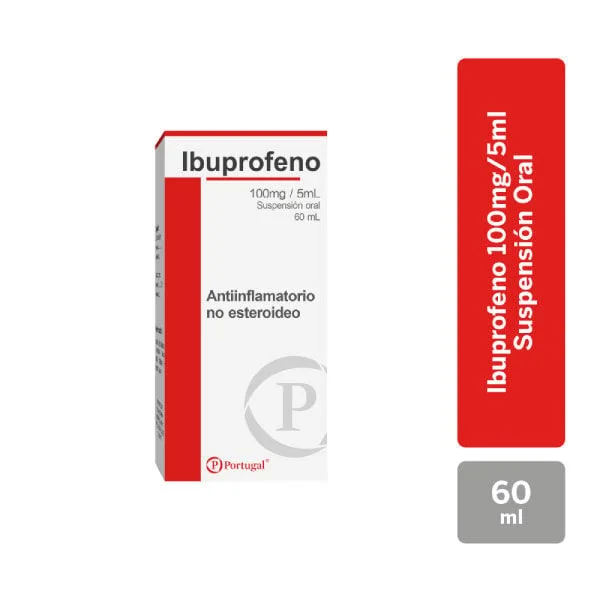 Ibuprofeno
100mg / 5mL
Suspensión oral
60 mL
Antiinflamatorio
no esteroideo
P
P Portugal®
Ibuprofeno 100mg/5ml
Suspensión Oral
60
ml